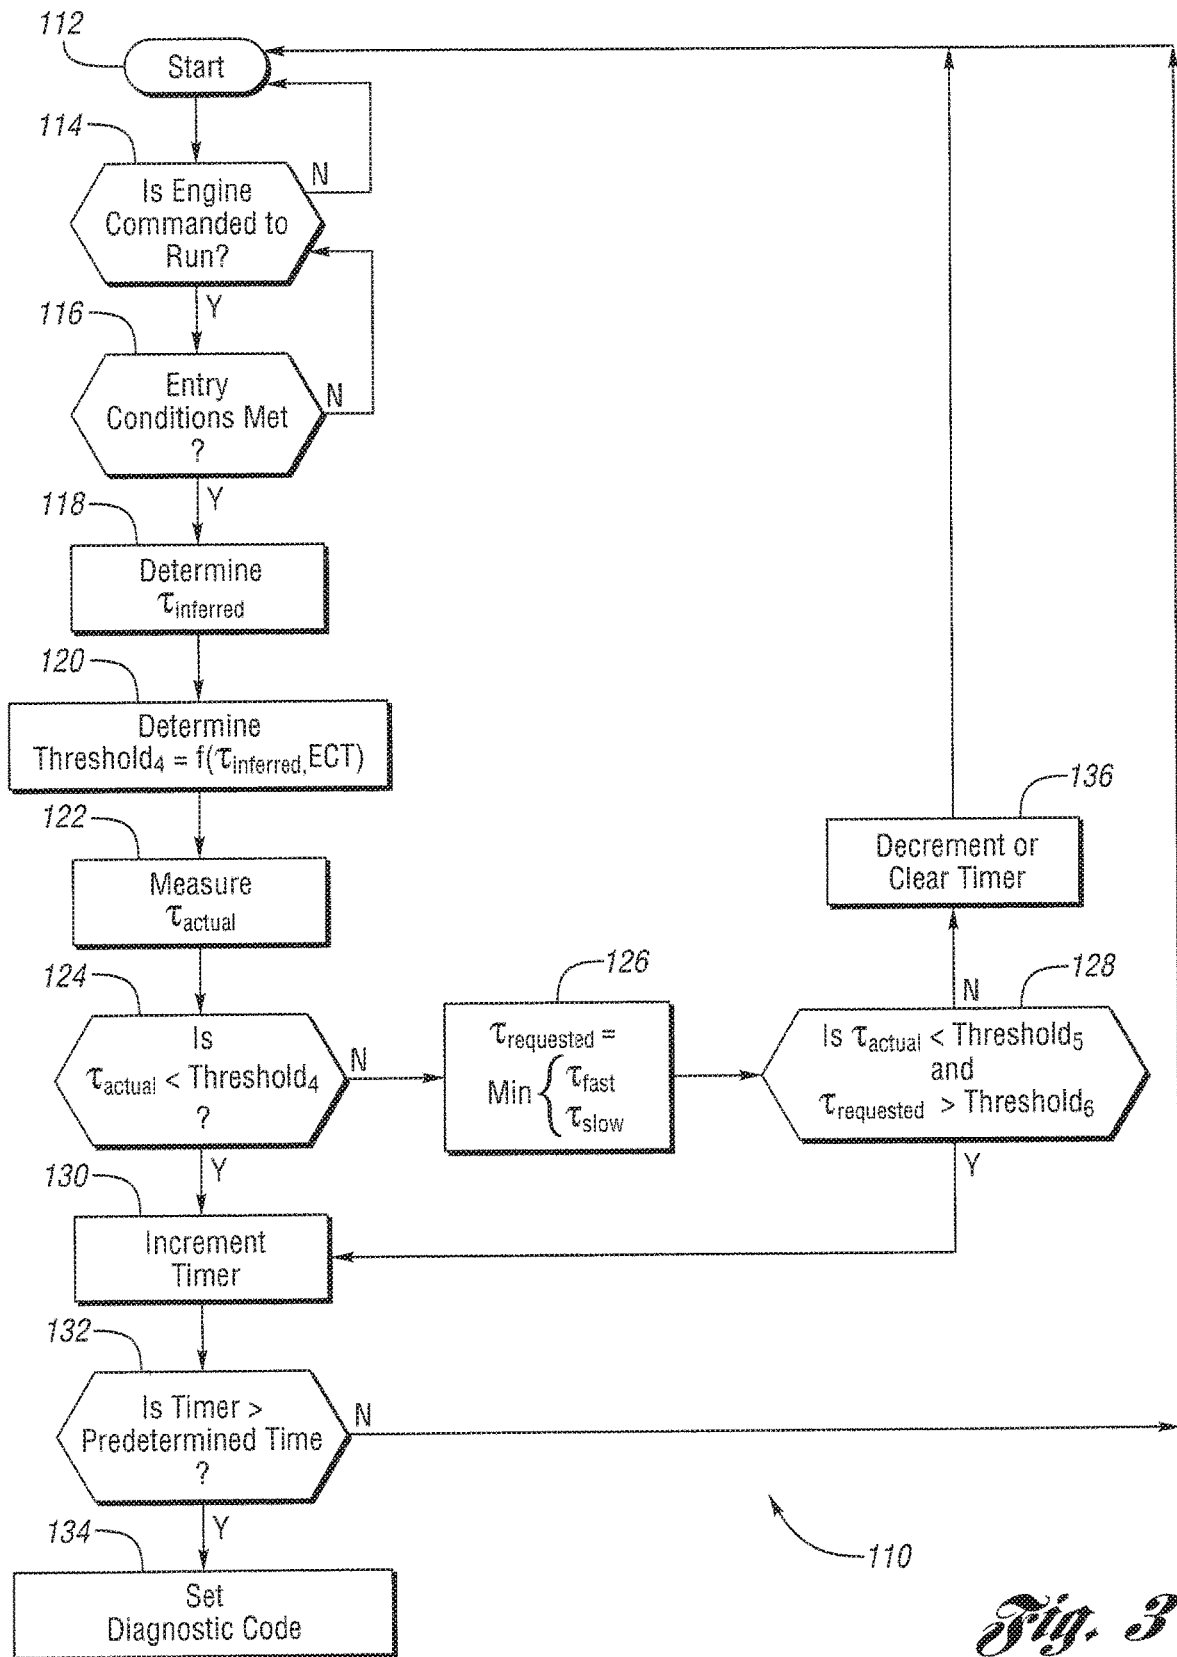 112
Start
114
N
Is Engine
Commanded to
Run?
Y
116
Entry
Conditions Met
?
N
Y
118
Determine
τinferred
120
Determine
Threshold4 = f(τinferred,ECT)
122
Measure
τactual
136
Decrement or
Clear Timer
124
Is
τactual < Threshold4
?
N
126
τrequested =
Min { τfast
τslow
128
N
Is τactual < Threshold5
and
τrequested > Threshold6
Y
Y
130
Increment
Timer
132
Is Timer >
Predetermined Time
?
N
Y
134
Set
Diagnostic Code
110
Fig. 3